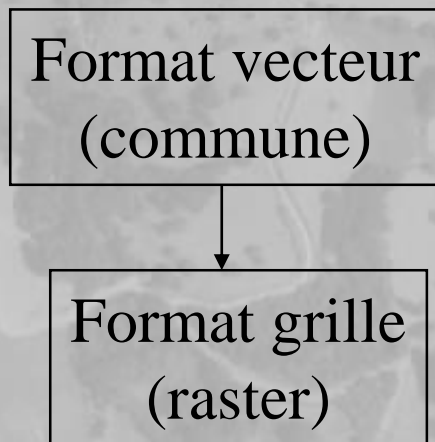 Format vecteur
(commune)
Format grille
(raster)